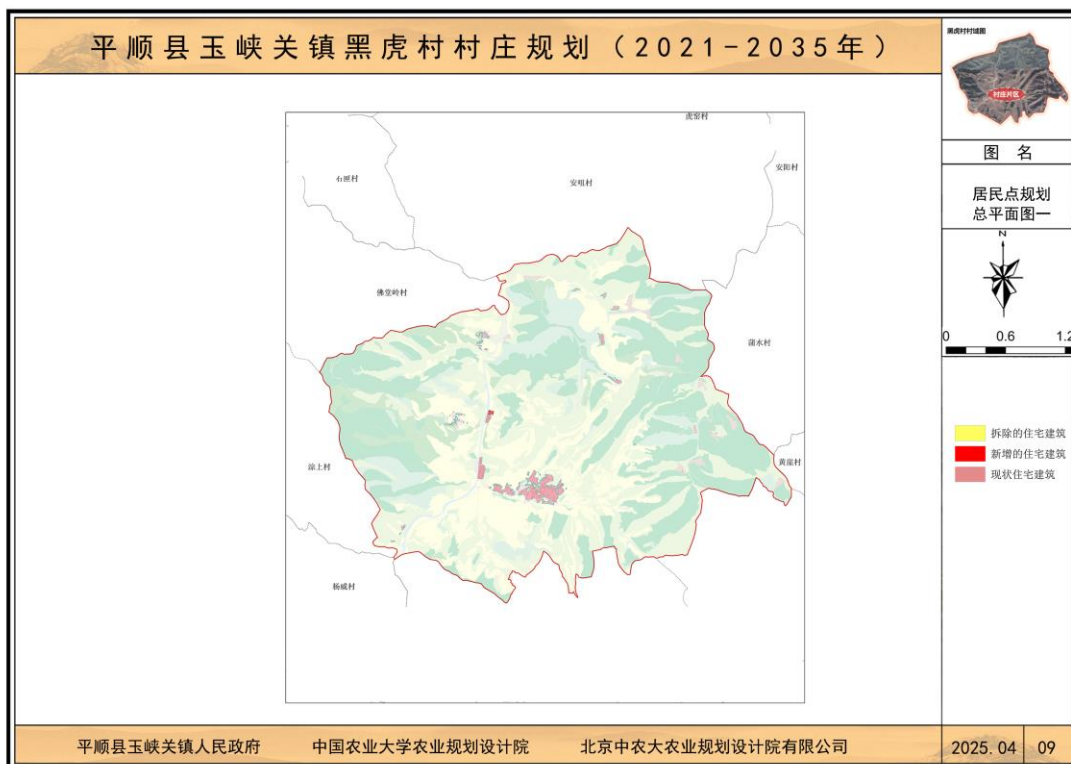 平顺县玉峡关镇黑虎村村庄规划（2021-2035年）
黑虎村村域图
村庄片区
图 名
居民点规划
总平面图一
N
0 0.6 1.2
拆除的住宅建筑
新增的住宅建筑
现状住宅建筑
虎窑村
安阳村
石匣村
安咀村
佛堂岭村
蒲水村
黄崖村
杨威村
平顺县玉峡关镇人民政府 中国农业大学农业规划设计院 北京中农大农业规划设计院有限公司 2025.04 09